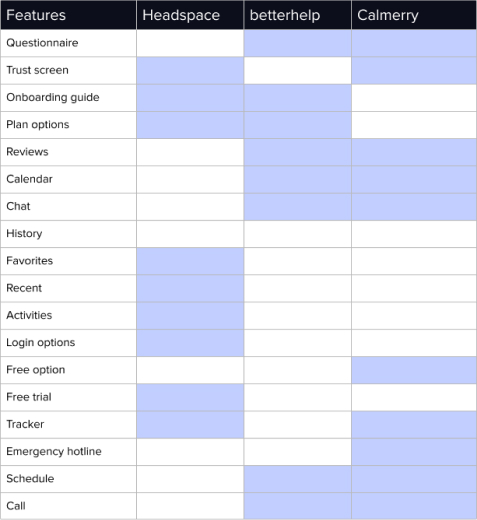 Features Headspace betterhelp Calmerry
Questionnaire
Trust screen
Onboarding guide
Plan options
Reviews
Calendar
Chat
History
Favorites
Recent
Activities
Login options
Free option
Free trial
Tracker
Emergency hotline
Schedule
Call